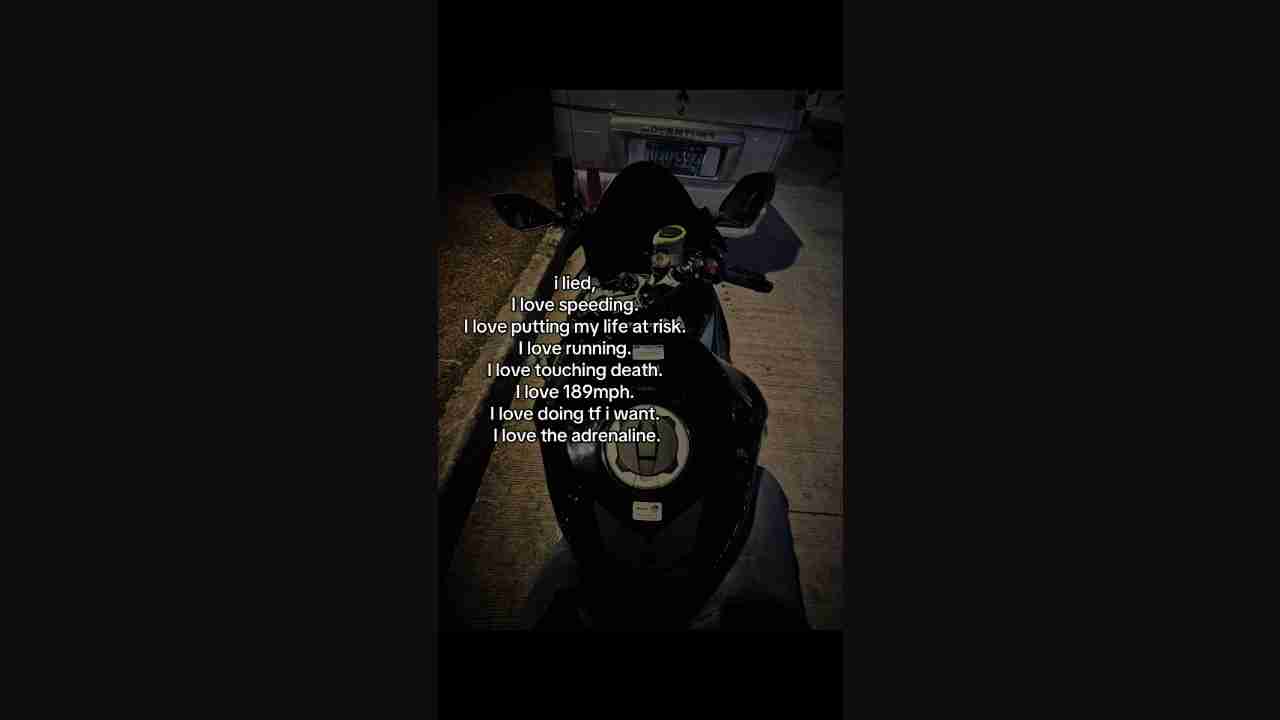 i lied,
I love speeding.
I love putting my life at risk.
I love running.
I love touching death.
I love 189mph.
I love doing tf i want.
I love the adrenaline.